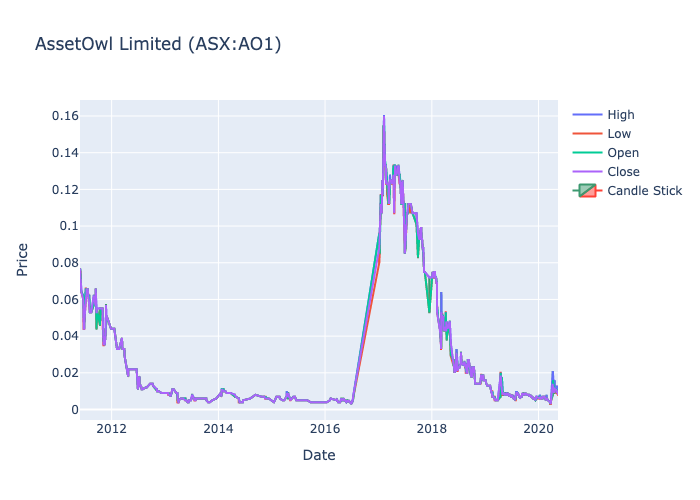 AssetOwl Limited (ASX:AO1)
0.16
0.14
0.12
0.1
0.08
0.06
0.04
0.02
0
Price
2012 2014 2016 2018 2020
Date
High
Low
Open
Close
Candle Stick